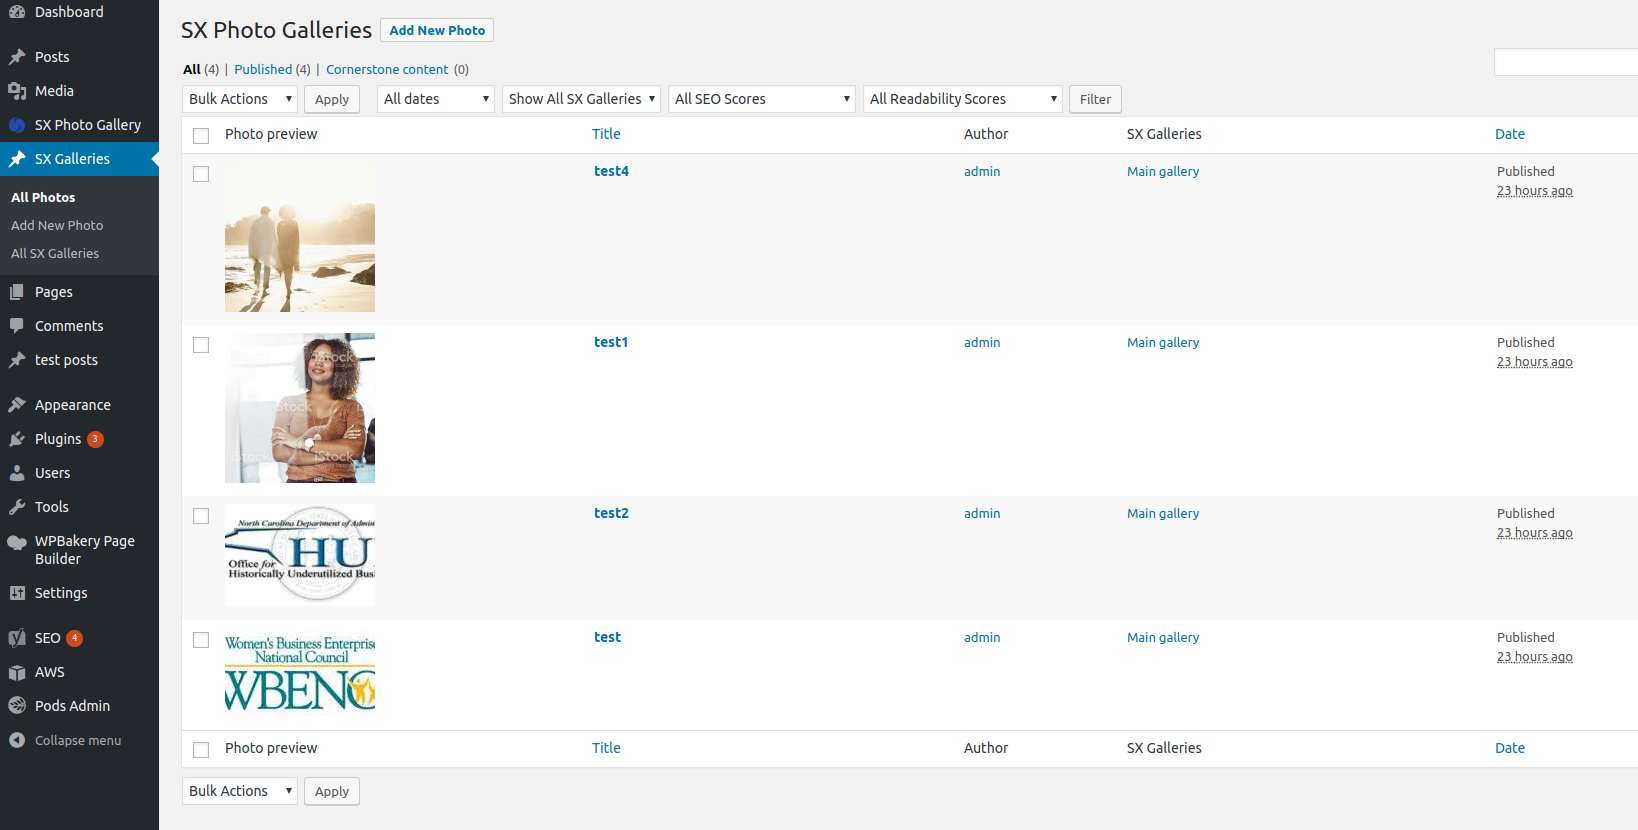 Dashboard
Posts
Media
SX Photo Gallery
SX Galleries
All Photos
Add New Photo
All SX Galleries
Pages
Comments
test posts
Appearance
Plugins 3
Users
Tools
WPBakery Page
Builder
Settings
SEO 4
AWS
Pods Admin
Collapse menu
SX Photo Galleries Add New Photo
All (4) | Published (4) | Cornerstone content (0)
Bulk Actions Apply All dates Show All SX Galleries All SEO Scores All Readability Scores Filter
Photo preview Title Author SX Galleries Date
test4 admin Main gallery Published
23 hours ago
test1 admin Main gallery Published
23 hours ago
iStock
iStock
iStock
test2 admin Main gallery Published
23 hours ago
North Carolina Department of Admin
HU
Office for
Historically Underutilized Busi
test admin Main gallery Published
23 hours ago
Women's Business Enterprise
National Council
WBENC
Photo preview Title Author SX Galleries Date
Bulk Actions Apply